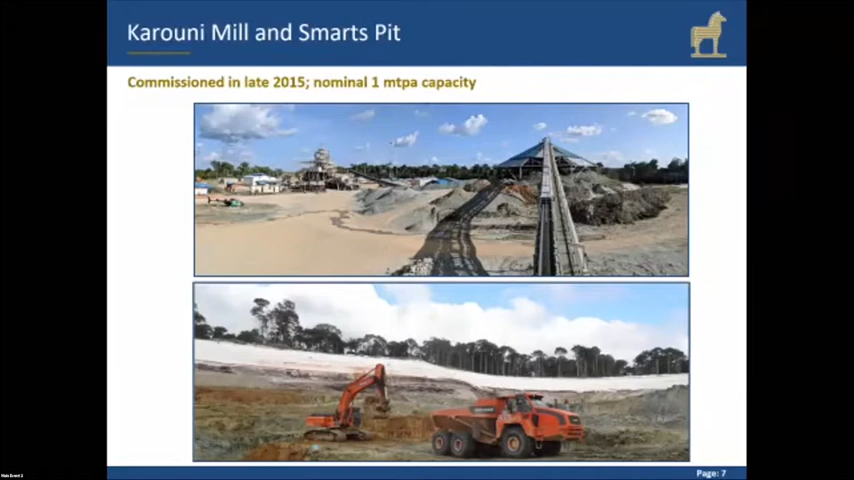 Karouni Mill and Smarts Pit
Commissioned in late 2015; nominal 1 mtpa capacity
Page: 7